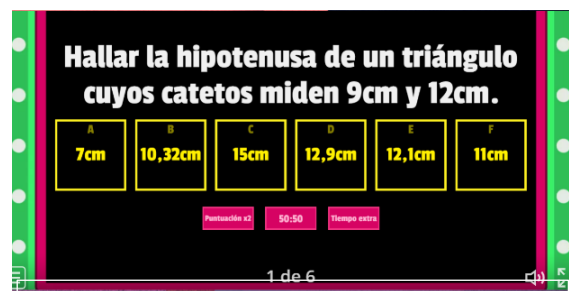 Hallar la hipotenusa de un triángulo
cuyos catetos miden 9cm y 12cm.
A B C D E F
7cm 10,32cm 15cm 12,9cm 12,1cm 11cm
Puntuación x2 50:50 Tiempo extra
1 de 6